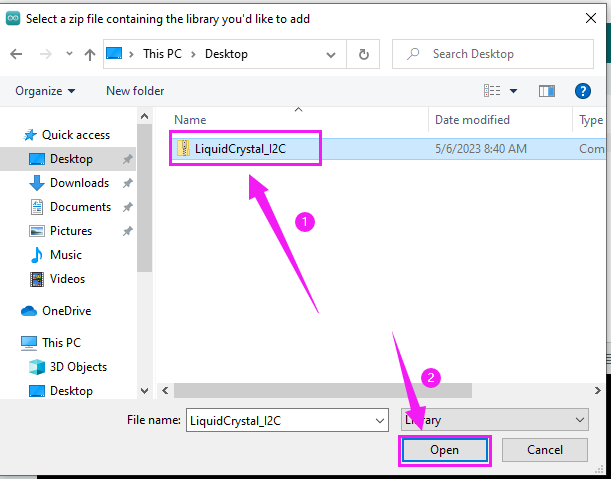 Select a zip file containing the library you'd like to add
This PC
Desktop
Search Desktop
Organize
New folder
?
Name
Date modified
Type
Quick access
Desktop
Downloads
Documents
Pictures
Music
Videos
OneDrive
This PC
3D Objects
Desktop
LiquidCrystal_I2C
5/6/2023 8:40 AM
Com
1
2
File name:
LiquidCrystal_I2C
Library
Open
Cancel